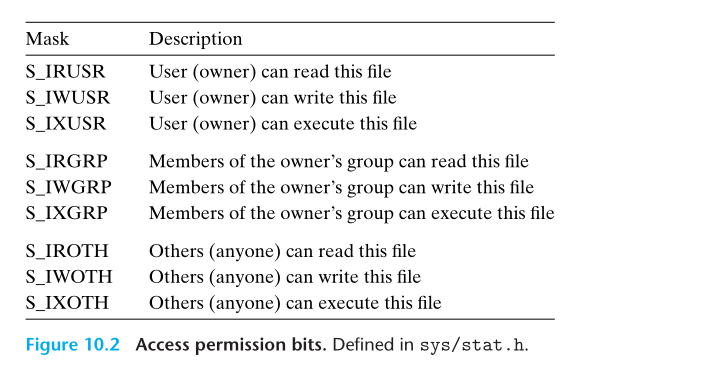 Mask Description
S_IRUSR User (owner) can read this file
S_IWUSR User (owner) can write this file
S_IXUSR User (owner) can execute this file
S_IRGRP Members of the owner’s group can read this file
S_IWGRP Members of the owner’s group can write this file
S_IXGRP Members of the owner’s group can execute this file
S_IROTH Others (anyone) can read this file
S_IWOTH Others (anyone) can write this file
S_IXOTH Others (anyone) can execute this file
Figure 10.2 Access permission bits. Defined in sys/stat.h.